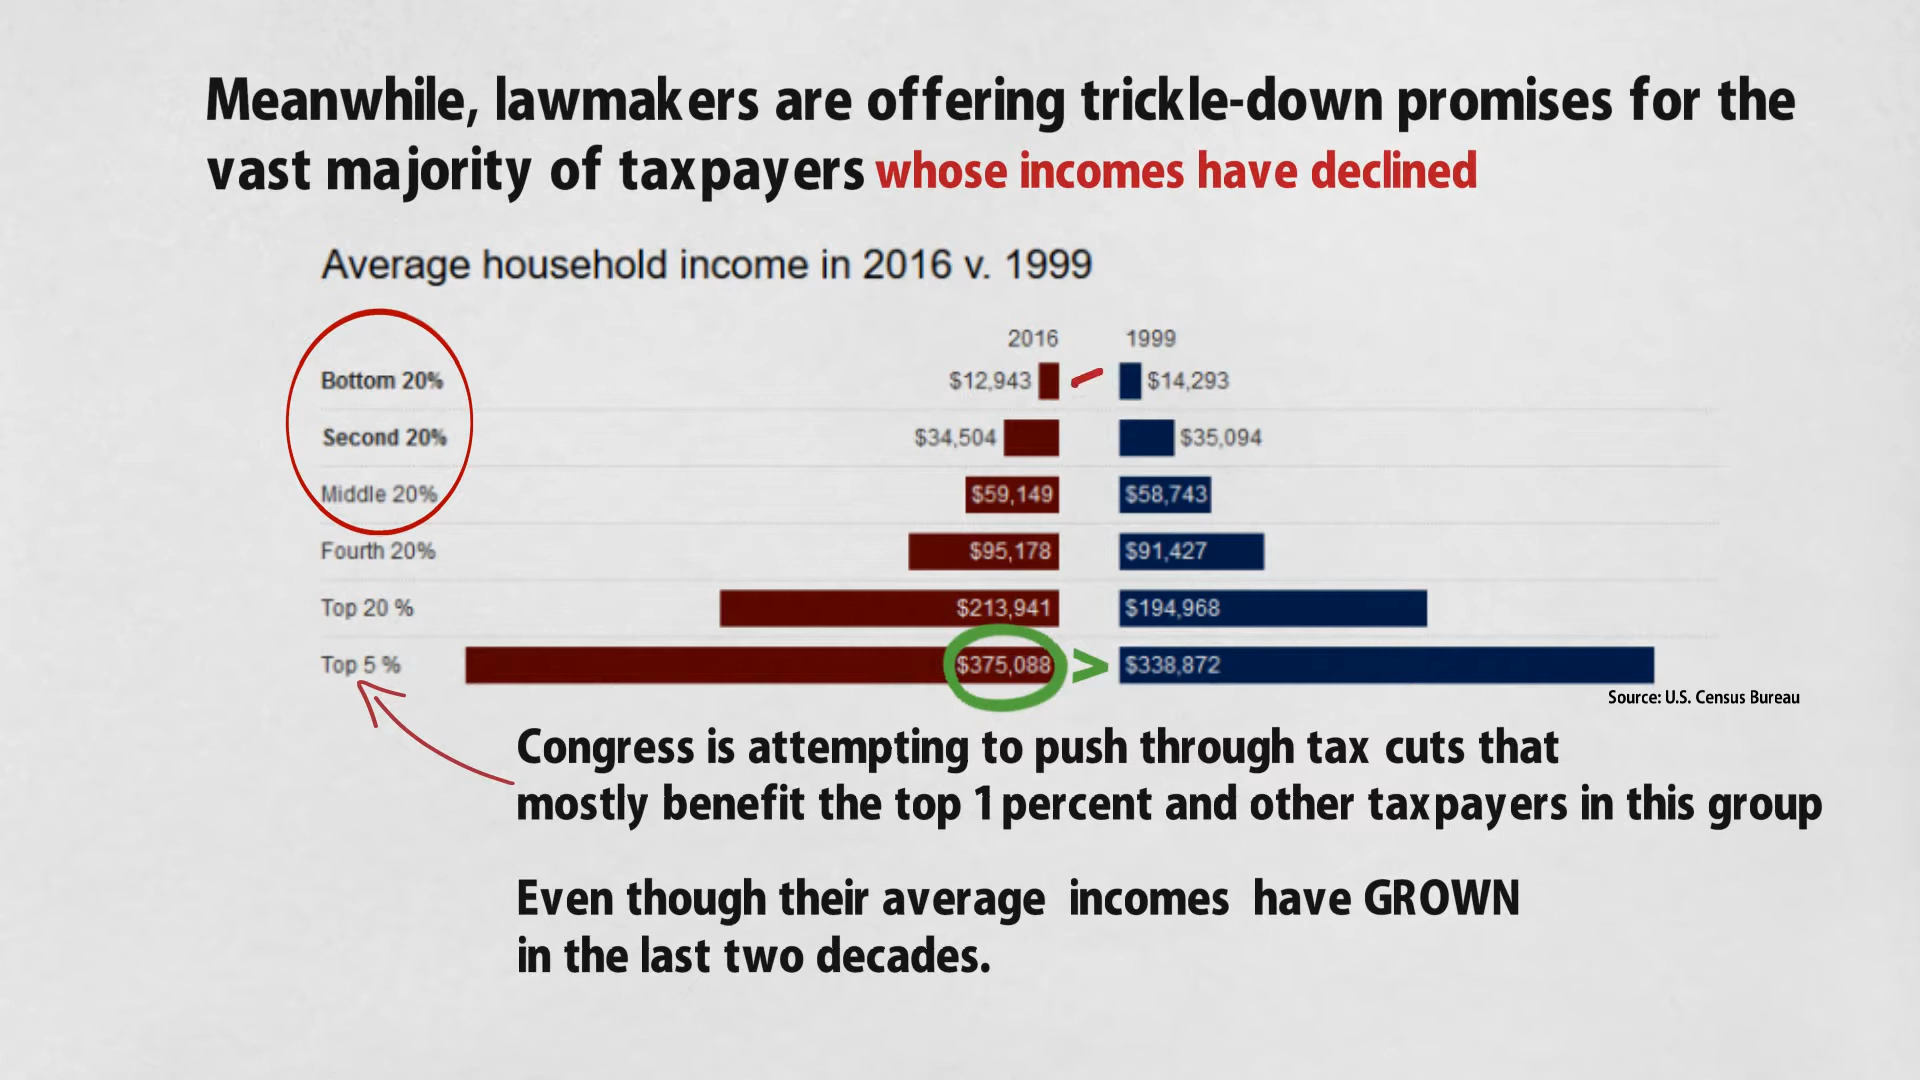 Meanwhile, lawmakers are offering trickle-down promises for the
vast majority of taxpayers whose incomes have declined
Average household income in 2016 v. 1999
2016 1999
Bottom 20% $12,943 $14,293
Second 20% $34,504 $35,094
Middle 20% $59,149 $58,743
Fourth 20% $95,178 $91,427
Top 20 % $213,941 $194,968
Top 5 % $375,088 > $338,872
Source: U.S. Census Bureau
Congress is attempting to push through tax cuts that
mostly benefit the top 1 percent and other taxpayers in this group
Even though their average incomes have GROWN
in the last two decades.